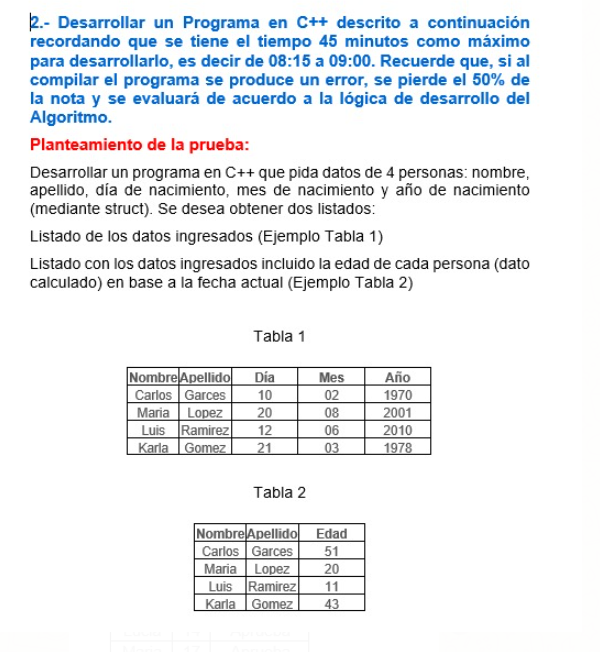 2.- Desarrollar un Programa en C++ descrito a continuación
recordando que se tiene el tiempo 45 minutos como máximo
para desarrollarlo, es decir de 08:15 a 09:00. Recuerde que, si al
compilar el programa se produce un error, se pierde el 50% de
la nota y se evaluará de acuerdo a la lógica de desarrollo del
Algoritmo.
Planteamiento de la prueba:
Desarrollar un programa en C++ que pida datos de 4 personas: nombre,
apellido, día de nacimiento, mes de nacimiento y año de nacimiento
(mediante struct). Se desea obtener dos listados:
Listado de los datos ingresados (Ejemplo Tabla 1)
Listado con los datos ingresados incluido la edad de cada persona (dato
calculado) en base a la fecha actual (Ejemplo Tabla 2)
Tabla 1
Nombre Apellido Día Mes Año
Carlos Garces 10 02 1970
Maria Lopez 20 08 2001
Luis Ramirez 12 06 2010
Karla Gomez 21 03 1978
Tabla 2
Nombre Apellido Edad
Carlos Garces 51
Maria Lopez 20
Luis Ramirez 11
Karla Gomez 43